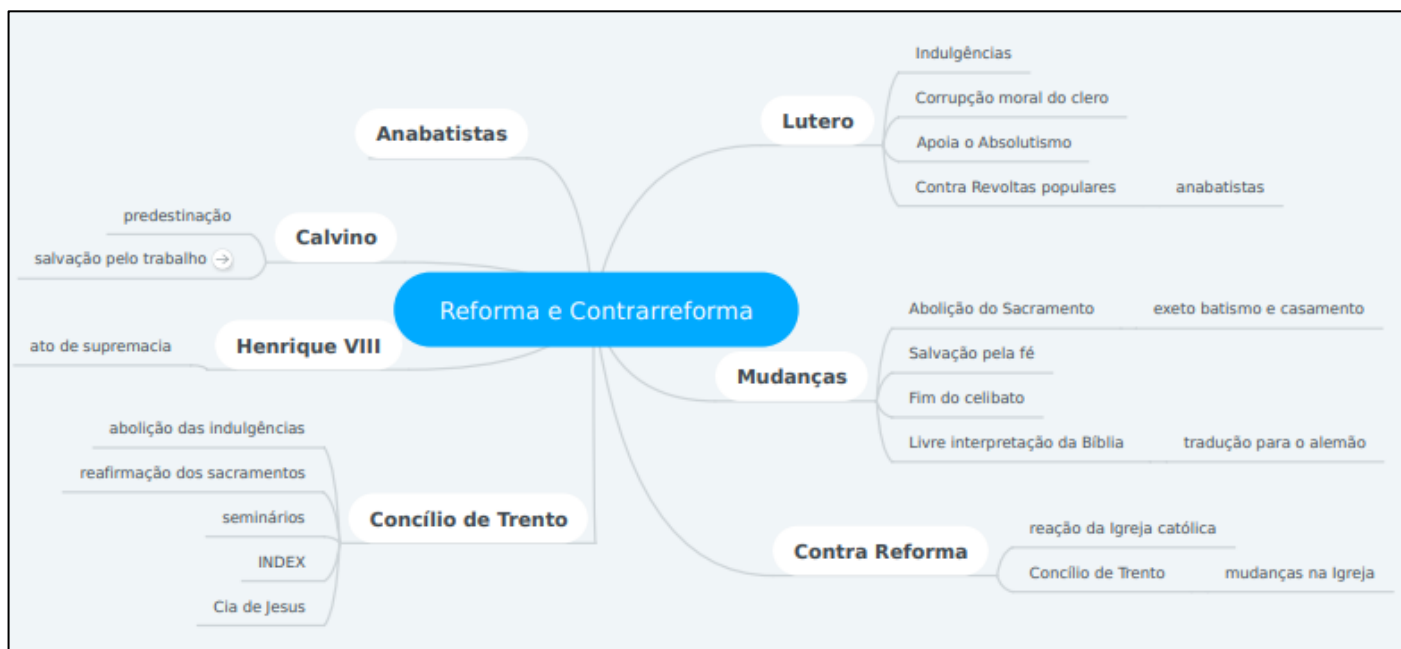 Reforma e Contrarreforma
Lutero
Indulgências
Corrupção moral do clero
Apoia o Absolutismo
Contra Revoltas populares
anabatistas
Mudanças
Abolição do Sacramento
exeto batismo e casamento
Salvação pela fé
Fim do celibato
Livre interpretação da Bíblia
tradução para o alemão
Contra Reforma
reação da Igreja católica
Concílio de Trento
mudanças na Igreja
Anabatistas
Calvino
predestinação
salvação pelo trabalho
Henrique VIII
ato de supremacia
Concílio de Trento
abolição das indulgências
reafirmação dos sacramentos
seminários
INDEX
Cia de Jesus